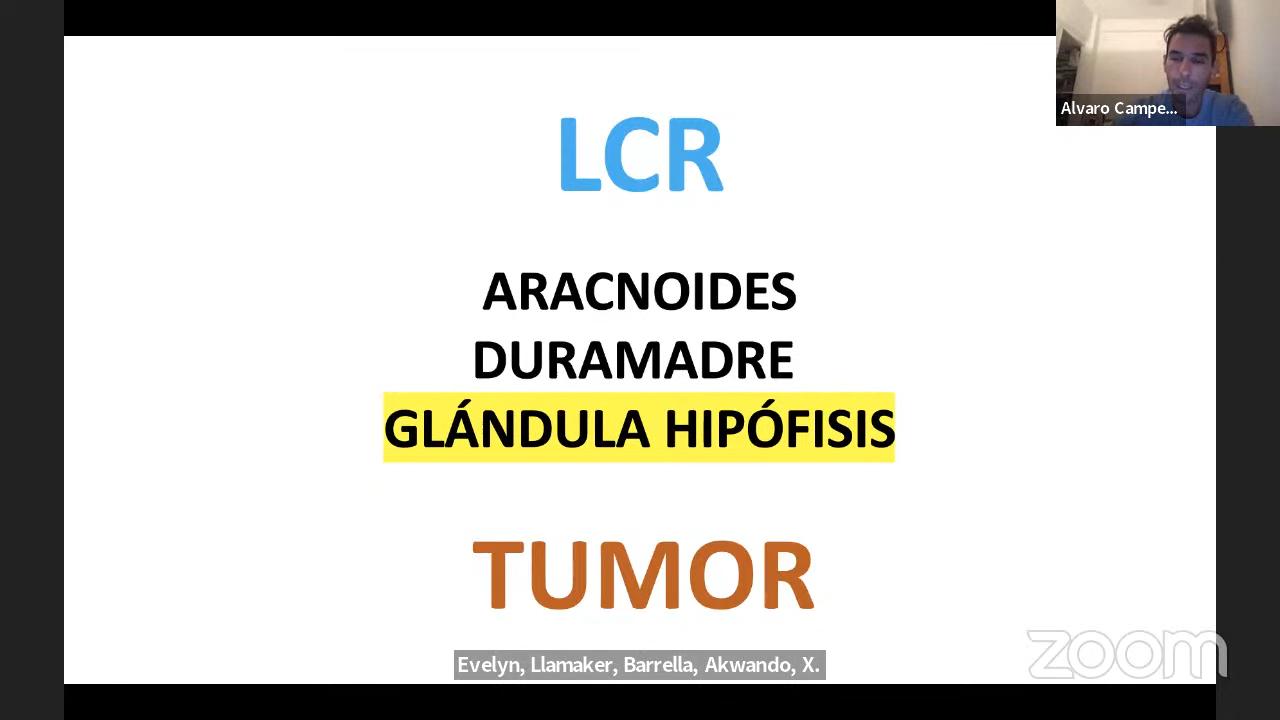 Alvaro Campe...
LCR
ARACNOIDES
DURAMADRE
GLÁNDULA HIPÓFISIS
TUMOR
Evelyn, Llamaker, Barrella, Akwando, X.
zoom